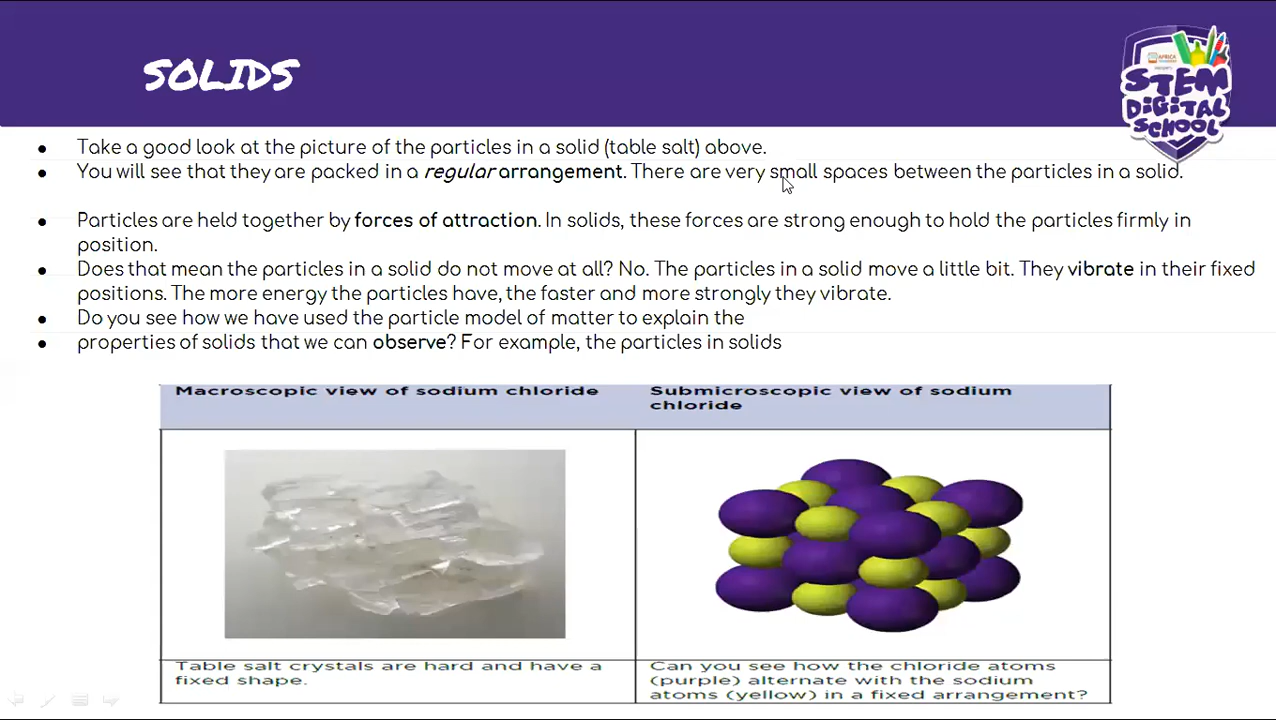 SOLIDS
AFRICA
STEM
DIGITAL
SCHOOL
Take a good look at the picture of the particles in a solid (table salt) above.
You will see that they are packed in a regular arrangement. There are very small spaces between the particles in a solid.
Particles are held together by forces of attraction. In solids, these forces are strong enough to hold the particles firmly in
position.
Does that mean the particles in a solid do not move at all? No. The particles in a solid move a little bit. They vibrate in their fixed
positions. The more energy the particles have, the faster and more strongly they vibrate.
Do you see how we have used the particle model of matter to explain the
properties of solids that we can observe? For example, the particles in solids
Macroscopic view of sodium chloride
Submicroscopic view of sodium
chloride
Table salt crystals are hard and have a
fixed shape.
Can you see how the chloride atoms
(purple) alternate with the sodium
atoms (yellow) in a fixed arrangement?